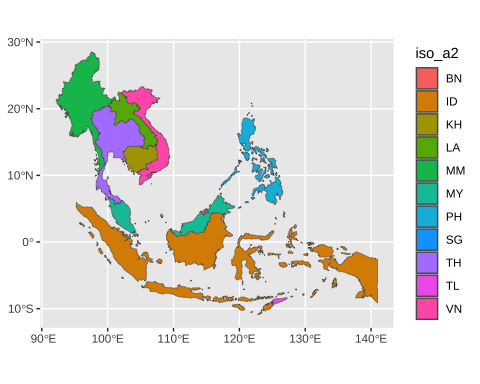 30°N
20°N
10°N
0°
10°S
90°E
100°E
110°E
120°E
130°E
140°E
iso_a2
BN
ID
KH
LA
MM
MY
PH
SG
TH
TL
VN